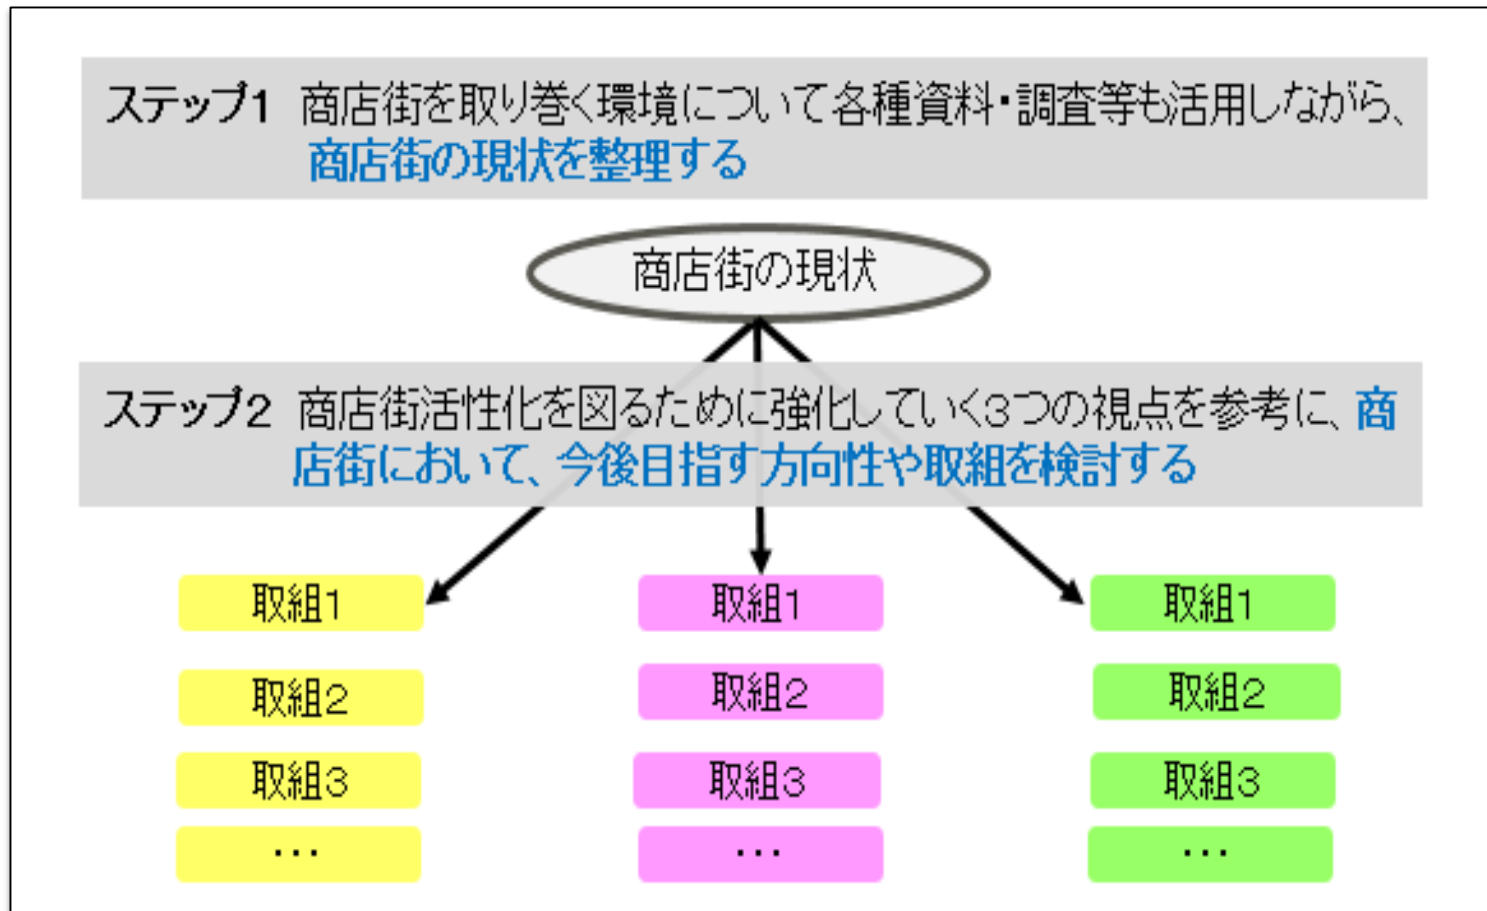 ステップ1 商店街を取り巻く環境について各種資料・調査等も活用しながら、
商店街の現状を整理する
商店街の現状
ステップ2 商店街活性化を図るために強化していく3つの視点を参考に、商
店街において、今後目指す方向性や取組を検討する
取組1 取組1 取組1
取組2 取組2 取組2
取組3 取組3 取組3
… … …